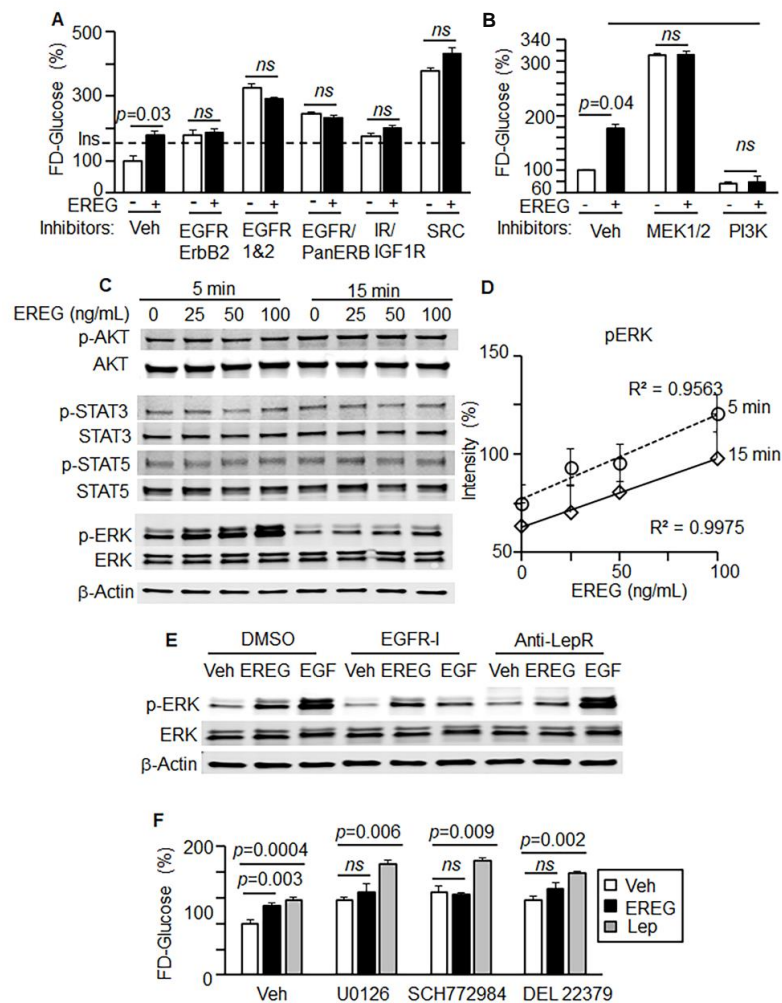 A
FD-Glucose (%)
500
300
100
0
Ins
p=0.03
ns
ns
ns
ns
ns
EREG - + - + - + - + - + - +
Inhibitors: Veh EGFR EGFR EGFR/ IR/ SRC
ErbB2 1&2 PanERB IGF1R
B
FD-Glucose (%)
340
300
200
100
60
p=0.04
ns
ns
EREG - + - + - +
Inhibitors: Veh MEK1/2 PI3K
C
5 min 15 min
EREG (ng/mL) 0 25 50 100 0 25 50 100
p-AKT
AKT
p-STAT3
STAT3
p-STAT5
STAT5
p-ERK
ERK
β-Actin
D
pERK
Intensity (%)
150
100
50
R² = 0.9563
5 min
15 min
R² = 0.9975
0 50 100
EREG (ng/mL)
E
DMSO EGFR-I Anti-LepR
Veh EREG EGF Veh EREG EGF Veh EREG EGF
p-ERK
ERK
β-Actin
F
FD-Glucose (%)
200
100
0
p=0.0004
p=0.003
p=0.006
ns
p=0.009
ns
p=0.002
ns
Veh
EREG
Lep
Veh U0126 SCH772984 DEL 22379